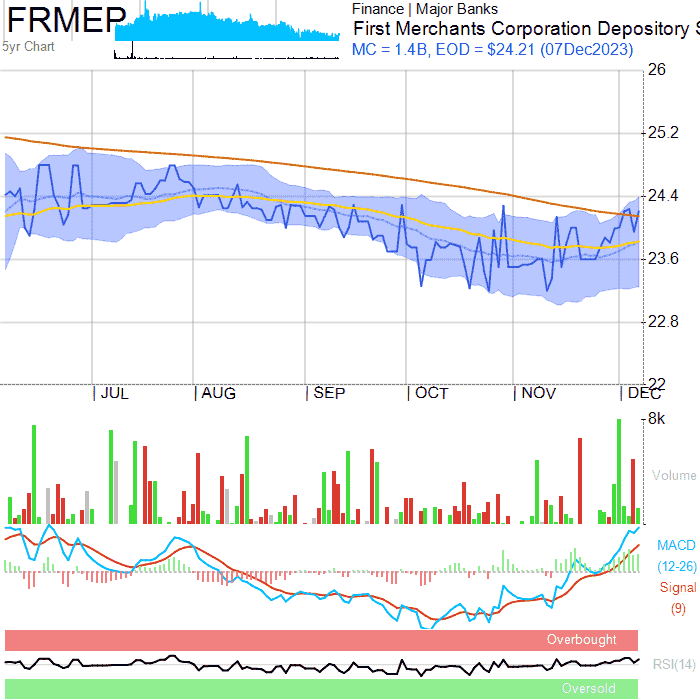 FRMEP
5yr Chart
Finance | Major Banks
First Merchants Corporation Depository S
MC = 1.4B, EOD = $24.21 (07Dec2023)
26
25.2
24.4
23.6
22.8
22
JUL AUG SEP OCT NOV DEC
8k
Volume
MACD
(12-26)
Signal
(9)
Overbought
RSI(14)
Oversold